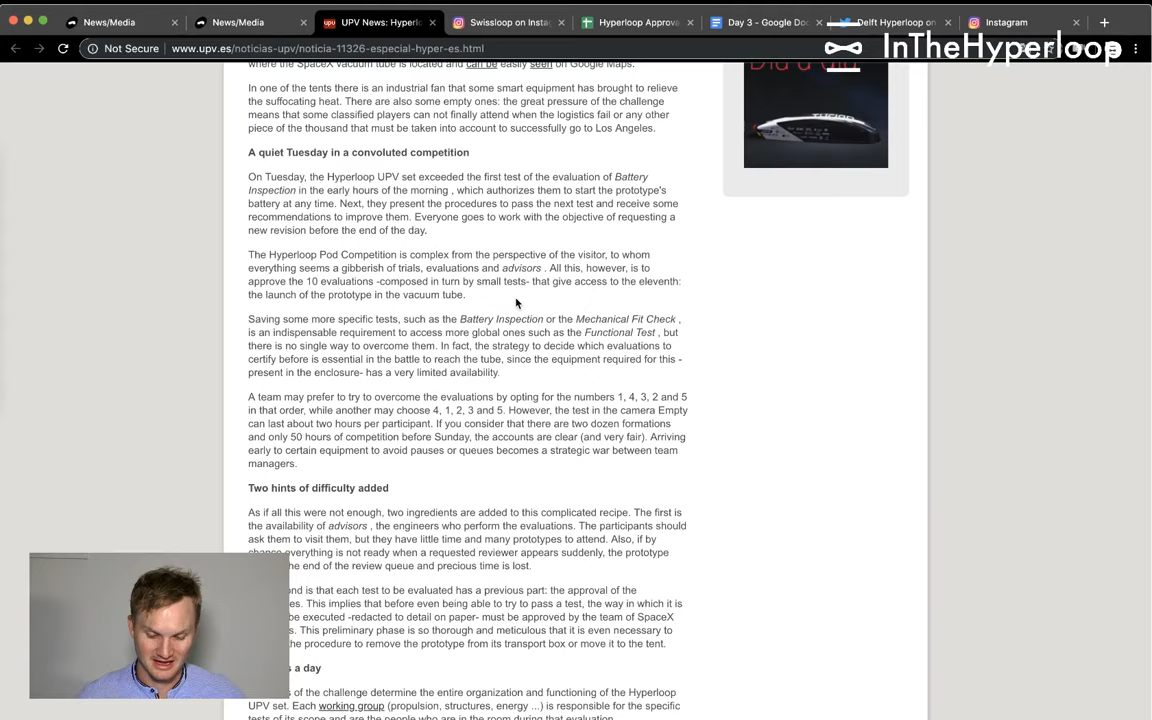 News/Media
News/Media
UPV News: Hyperlo
Swissloop on Insta
Hyperloop Approva
Day 3 - Google Doc
Delft Hyperloop on
Instagram
Not Secure
www.upv.es/noticias-upv/noticia-11326-especial-hyper-es.html
InTheHyperloop
where the SpaceX vacuum tube is located and can be easily seen on Google Maps.
Dia a dia
In one of the tents there is an industrial fan that some smart equipment has brought to relieve
the suffocating heat. There are also some empty ones: the great pressure of the challenge
means that some classified players can not finally attend when the logistics fail or any other
piece of the thousand that must be taken into account to successfully go to Los Angeles.
A quiet Tuesday in a convoluted competition
On Tuesday, the Hyperloop UPV set exceeded the first test of the evaluation of Battery
Inspection in the early hours of the morning , which authorizes them to start the prototype's
battery at any time. Next, they present the procedures to pass the next test and receive some
recommendations to improve them. Everyone goes to work with the objective of requesting a
new revision before the end of the day.
The Hyperloop Pod Competition is complex from the perspective of the visitor, to whom
everything seems a gibberish of trials, evaluations and advisors . All this, however, is to
approve the 10 evaluations -composed in turn by small tests- that give access to the eleventh:
the launch of the prototype in the vacuum tube.
Saving some more specific tests, such as the Battery Inspection or the Mechanical Fit Check ,
is an indispensable requirement to access more global ones such as the Functional Test , but
there is no single way to overcome them. In fact, the strategy to decide which evaluations to
certify before is essential in the battle to reach the tube, since the equipment required for this -
present in the enclosure- has a very limited availability.
A team may prefer to try to overcome the evaluations by opting for the numbers 1, 4, 3, 2 and 5
in that order, while another may choose 4, 1, 2, 3 and 5. However, the test in the camera Empty
can last about two hours per participant. If you consider that there are two dozen formations
and only 50 hours of competition before Sunday, the accounts are clear (and very fair). Arriving
early to certain equipment to avoid pauses or queues becomes a strategic war between team
managers.
Two hints of difficulty added
As if all this were not enough, two ingredients are added to this complicated recipe. The first is
the availability of advisors , the engineers who perform the evaluations. The participants should
ask them to visit them, but they have little time and many prototypes to attend. Also, if by
chance everything is not ready when a requested reviewer appears suddenly, the prototype
the end of the review queue and precious time is lost.
is that each test to be evaluated has a previous part: the approval of the
This implies that before even being able to try to pass a test, the way in which it is
be executed -redacted to detail on paper- must be approved by the team of SpaceX
This preliminary phase is so thorough and meticulous that it is even necessary to
the procedure to remove the prototype from its transport box or move it to the tent.
a day
of the challenge determine the entire organization and functioning of the Hyperloop
UPV set. Each working group (propulsion, structures, energy ...) is responsible for the specific
tests of its scope and are the people who are in the room during that evaluation.